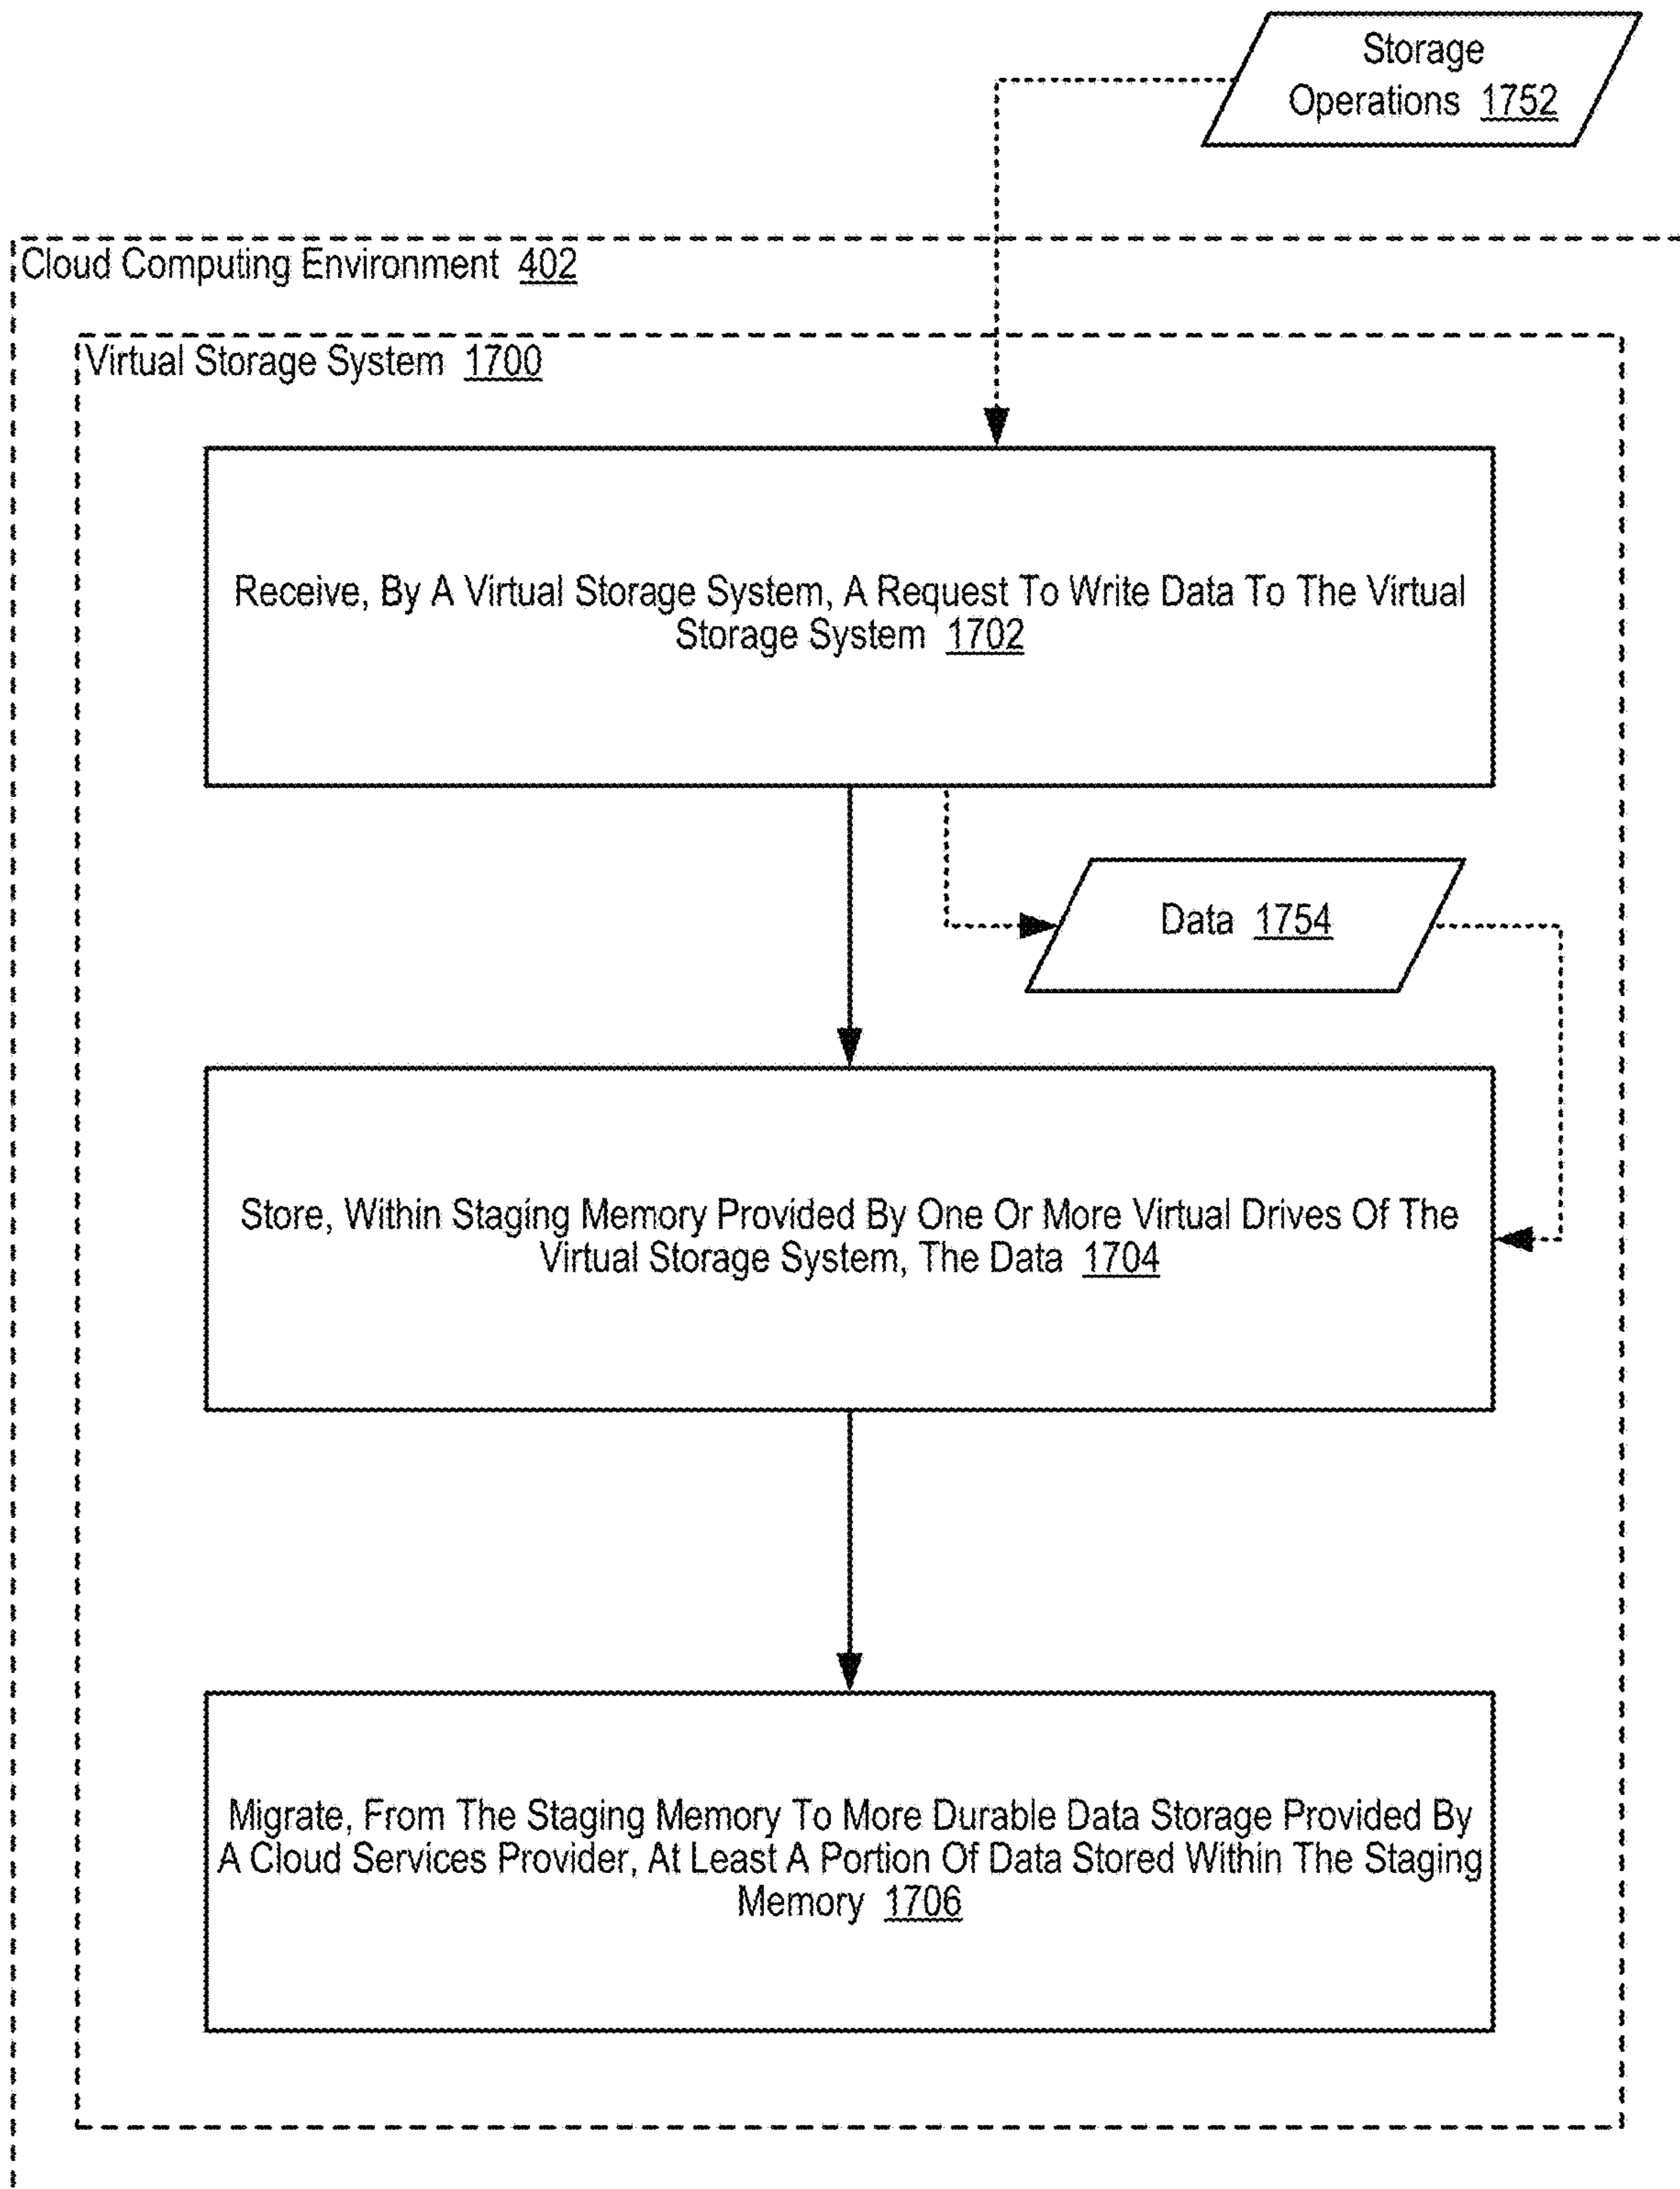 Storage
Operations 1752
Cloud Computing Environment 402
Virtual Storage System 1700
Receive, By A Virtual Storage System, A Request To Write Data To The Virtual
Storage System 1702
Data 1754
Store, Within Staging Memory Provided By One Or More Virtual Drives Of The
Virtual Storage System, The Data 1704
Migrate, From The Staging Memory To More Durable Data Storage Provided By
A Cloud Services Provider, At Least A Portion Of Data Stored Within The Staging
Memory 1706